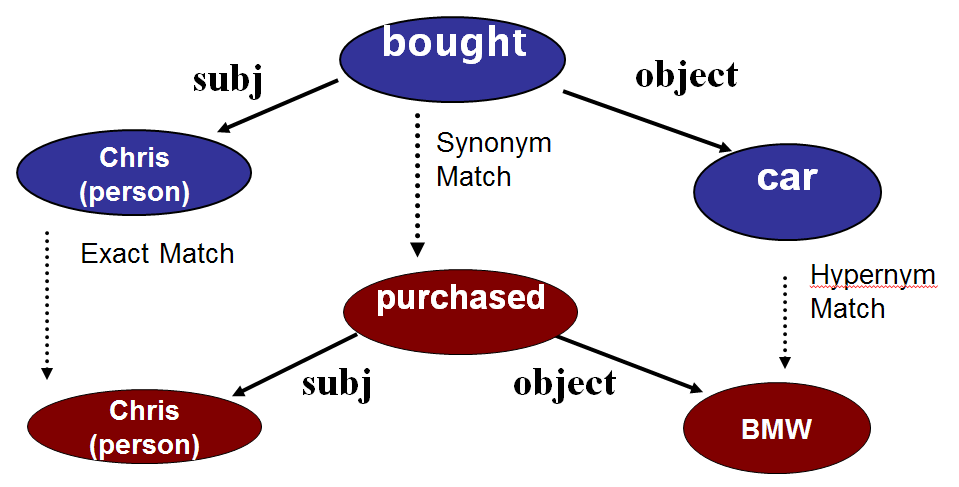 bought
subj
object
Chris
(person)
Synonym
Match
car
Exact Match
Hypernym
Match
purchased
subj
object
Chris
(person)
BMW